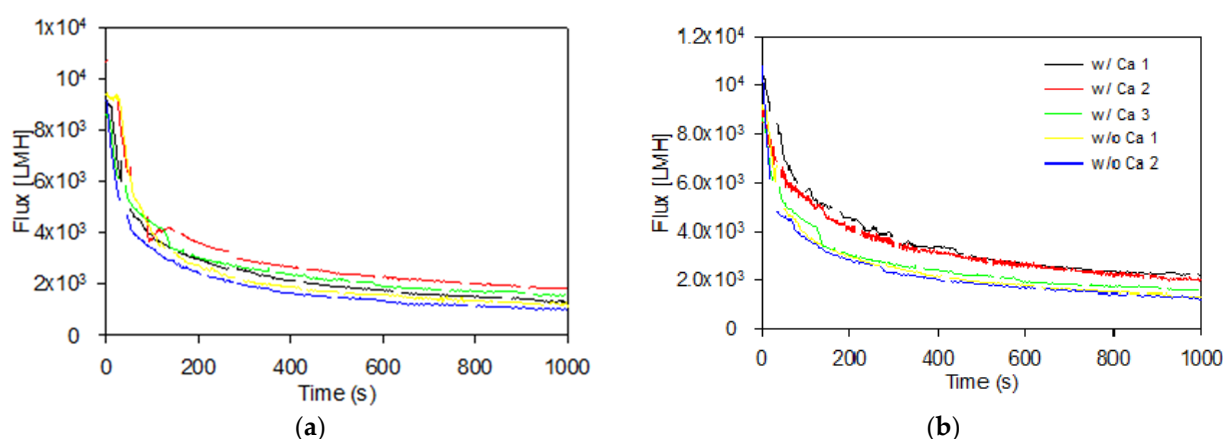 1x10⁴
10⁴
8x10³
6x10³
4x10³
2x10³
0
Flux [LMH]
0 200 400 600 800 1000
Time (s)
(a)
1.2x10⁴
10⁴
8.0x10³
6.0x10³
4.0x10³
2.0x10³
0
Flux [LMH]
w/ Ca 1
w/ Ca 2
w/ Ca 3
w/o Ca 1
w/o Ca 2
0 200 400 600 800 1000
Time (s)
(b)